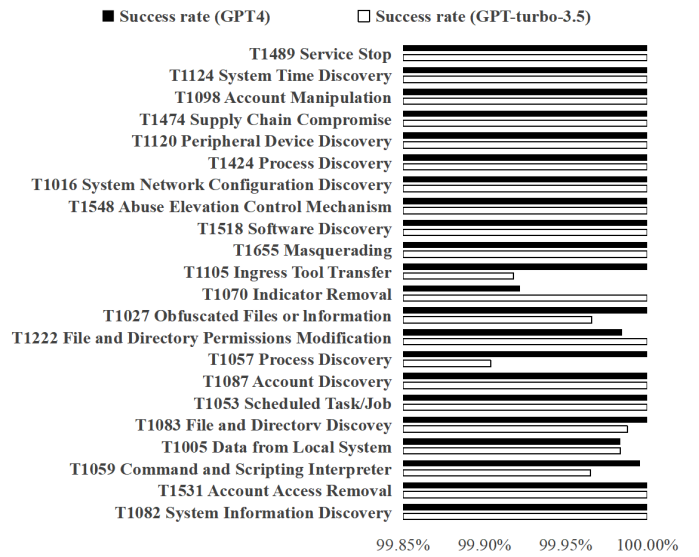 Success rate (GPT4) Success rate (GPT-turbo-3.5)
T1489 Service Stop
T1124 System Time Discovery
T1098 Account Manipulation
T1474 Supply Chain Compromise
T1120 Peripheral Device Discovery
T1424 Process Discovery
T1016 System Network Configuration Discovery
T1548 Abuse Elevation Control Mechanism
T1518 Software Discovery
T1655 Masquerading
T1105 Ingress Tool Transfer
T1070 Indicator Removal
T1027 Obfuscated Files or lnformation
T1222 File and Directory Permissions Modification
T1057 Process Discovery
T1087 Account Discovery
T1053 Scheduled Task/Job
T1083 File and Directorv Discovey
T1005 Data from Local System
T1059 Command and Scripting Interpreter
T1531 Account Access Removal
T1082 System Information Discovery
99.85% 99.90% 99.95% 100.00%